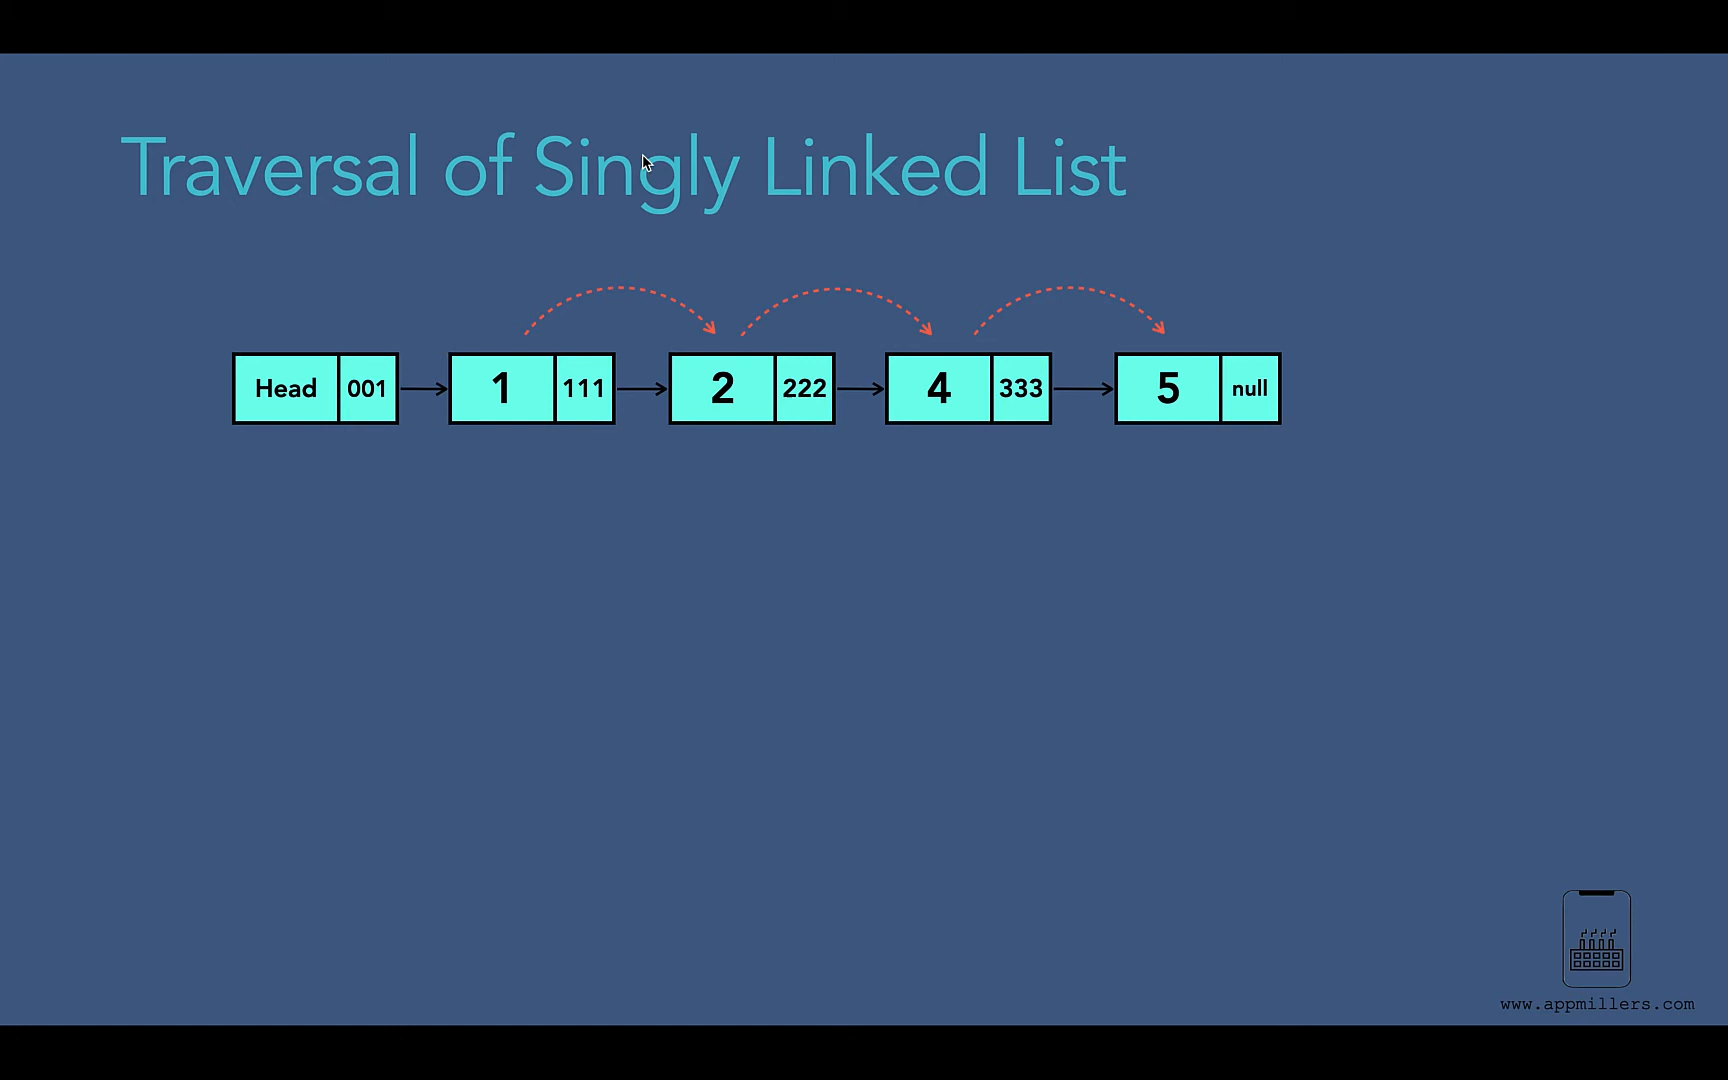 Traversal of Singly Linked List
Head 001 1 111 2 222 4 333 5 null
www.appmillers.com